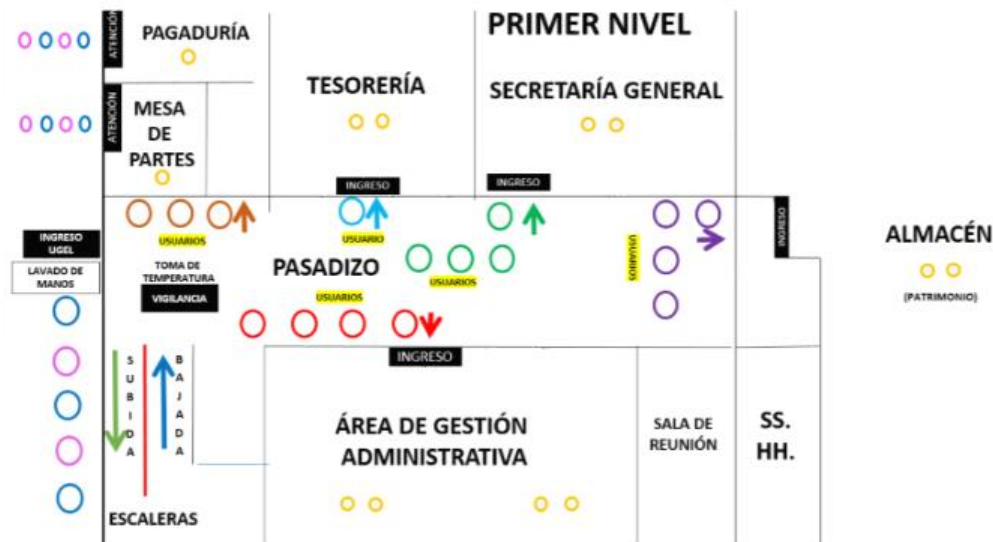 PRIMER NIVEL
ATENCIÓN
PAGADURÍA
TESORERÍA
SECRETARÍA GENERAL
ATENCIÓN
MESA
DE
PARTES
INGRESO
INGRESO
INGRESO
UGEL
LAVADO DE
MANOS
USUARIOS
TOMA DE
TEMPERATURA
VIGILANCIA
USUARIO
PASADIZO
USUARIOS
USUARIOS
USUARIOS
INGRESO
ALMACÉN
(PATRIMONIO)
INGRESO
SUBIDA
BAJADA
ESCALERAS
ÁREA DE GESTIÓN
ADMINISTRATIVA
SALA DE
REUNIÓN
SS.
HH.